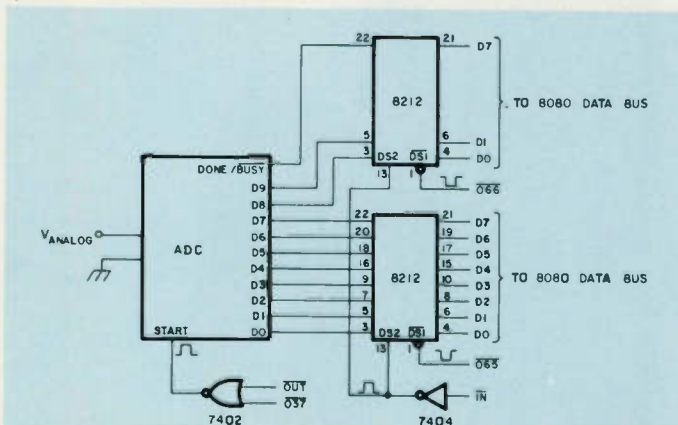 22 21 D7
8212
TO 8080 DATA BUS
5 6 D1
3 4 D0
DS2 DS1
13 1
066
DONE/BUSY
D9
D8
D7 22 21 D7
D6 20 19 D6
D5 18 17 D5
D4 16 15 D4
D3 9 10 D3
D2 7 8 D2
D1 5 6 D1
D0 3 4 D0
8212
TO 8080 DATA BUS
DS2 DS1
13 1
065
VANALOG
ADC
START
OUT
037
7402
IN
7404